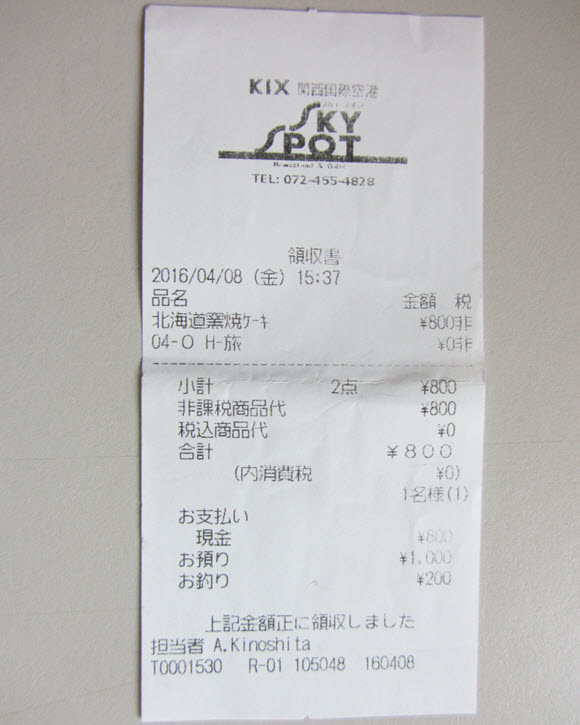 KIX 関西国際空港
SKY
SPOT
TEL: 072-455-4828
領収書
2016/04/08 (金) 15:37
品名 金額 税
北海道窯焼ケーキ ¥800非
04-O H-旅 ¥0非
小計 2点 ¥800
非課税商品代 ¥800
税込商品代 ¥0
合計 ¥800
(内消費税 ¥0)
1名様(1)
お支払い
現金 ¥800
お預り ¥1,000
お釣り ¥200
上記金額正に領収しました
担当者 A.Kinoshita
T0001530 R-01 105048 160408